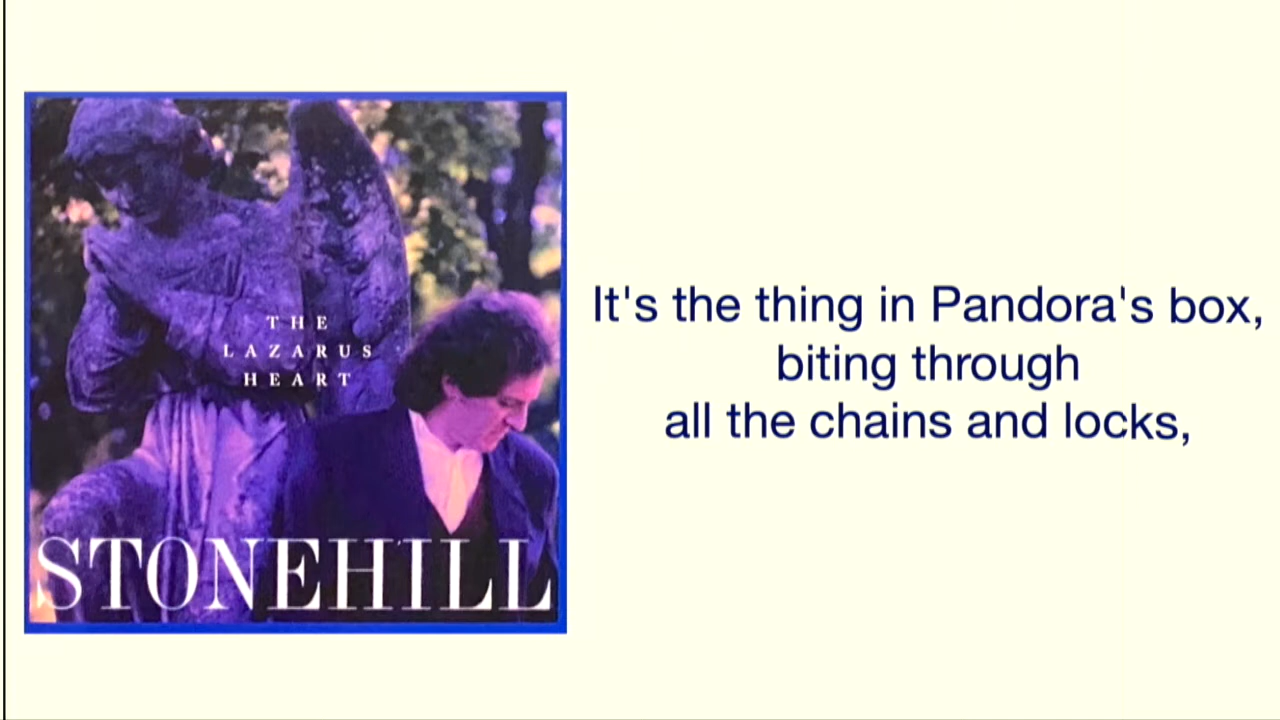 THE
LAZARUS
HEART
STONEHILL
It's the thing in Pandora's box,
biting through
all the chains and locks,